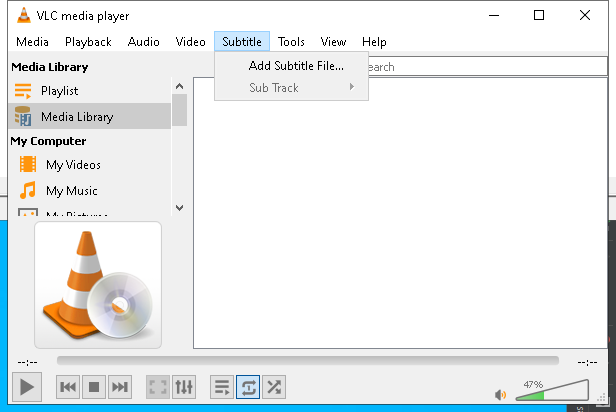 VLC media player
Media Playback Audio Video Subtitle Tools View Help
Media Library
Add Subtitle File...
earch
Playlist
Sub Track
Media Library
My Computer
My Videos
My Music
My Pictures
--:-- --:--
47%